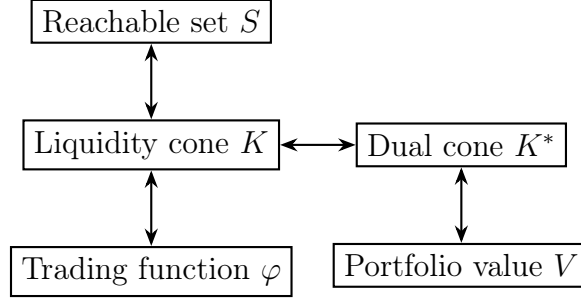 Reachable set S
Liquidity cone K
Dual cone K*
Trading function φ
Portfolio value V